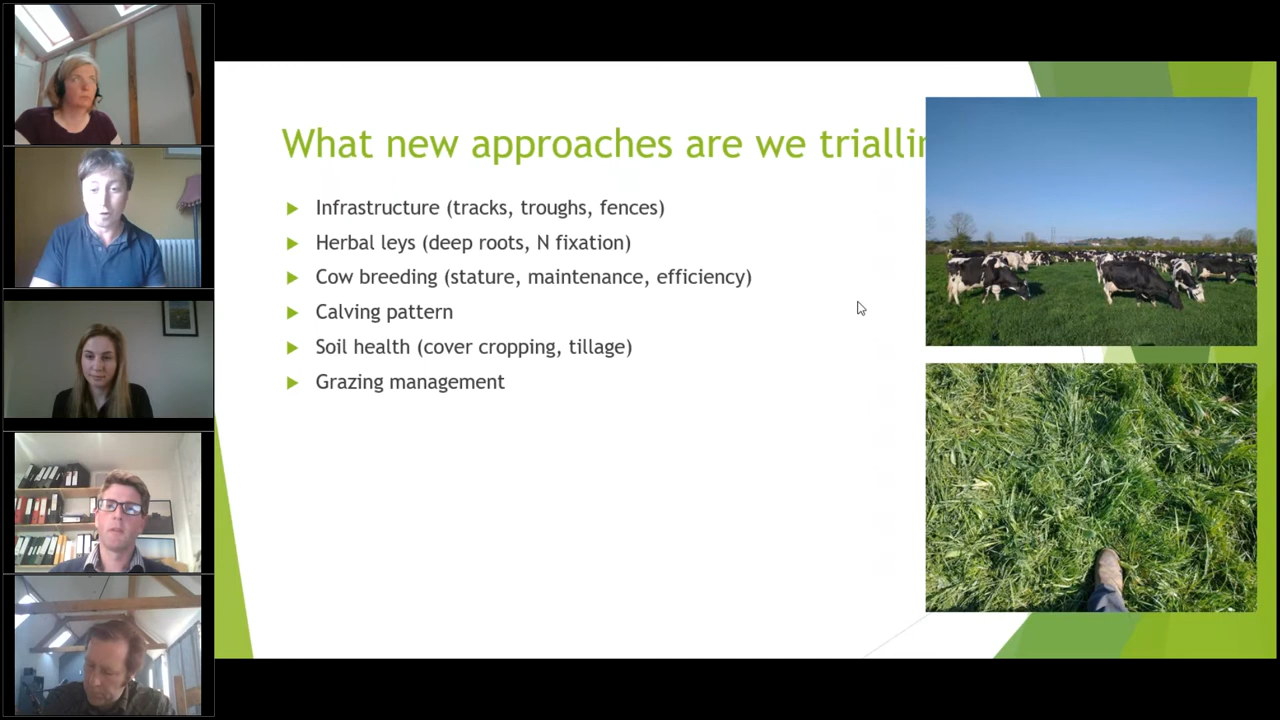 What new approaches are we triallin
Infrastructure (tracks, troughs, fences)
Herbal leys (deep roots, N fixation)
Cow breeding (stature, maintenance, efficiency)
Calving pattern
Soil health (cover cropping, tillage)
Grazing management